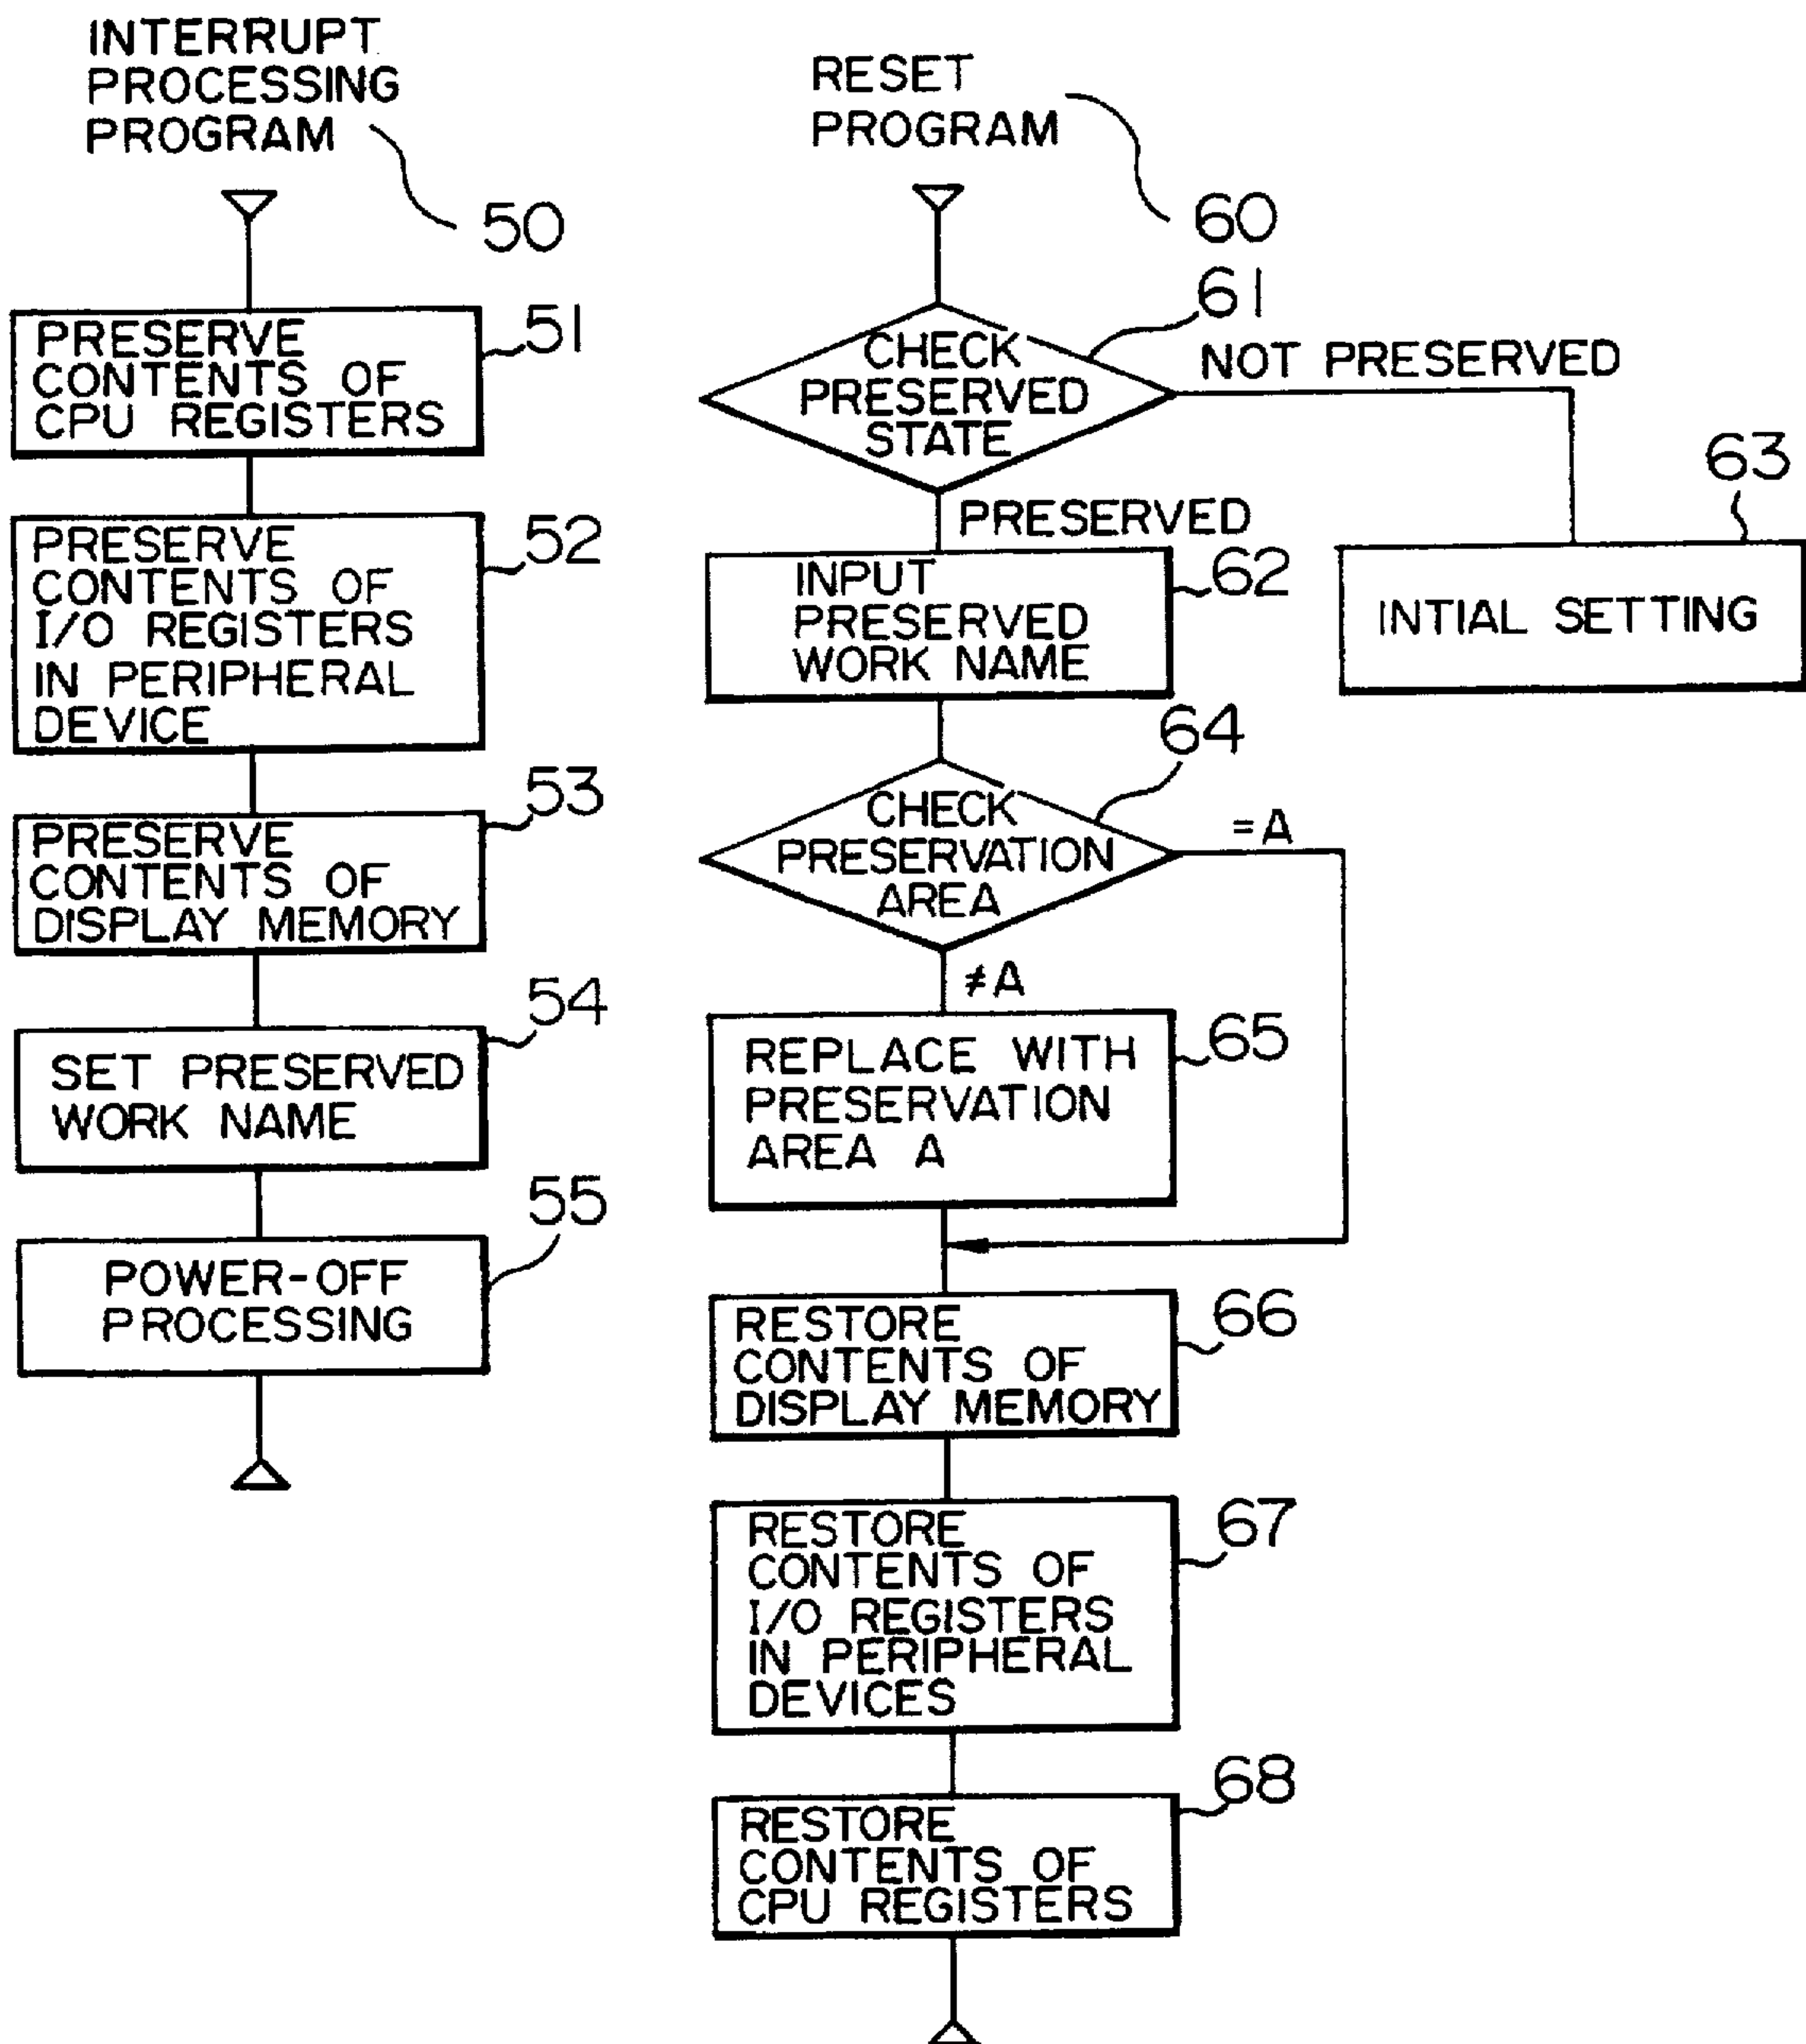 INTERRUPT
PROCESSING
PROGRAM
50
PRESERVE
CONTENTS OF
CPU REGISTERS
51
PRESERVE
CONTENTS OF
I/O REGISTERS
IN PERIPHERAL
DEVICE
52
PRESERVE
CONTENTS OF
DISPLAY MEMORY
53
SET PRESERVED
WORK NAME
54
POWER-OFF
PROCESSING
55
RESET
PROGRAM
60
CHECK
PRESERVED
STATE
61
NOT PRESERVED
63
INTIAL SETTING
PRESERVED
INPUT
PRESERVED
WORK NAME
62
CHECK
PRESERVATION
AREA
64
=A
≠A
REPLACE WITH
PRESERVATION
AREA A
65
RESTORE
CONTENTS OF
DISPLAY MEMORY
66
RESTORE
CONTENTS OF
I/O REGISTERS
IN PERIPHERAL
DEVICES
67
RESTORE
CONTENTS OF
CPU REGISTERS
68